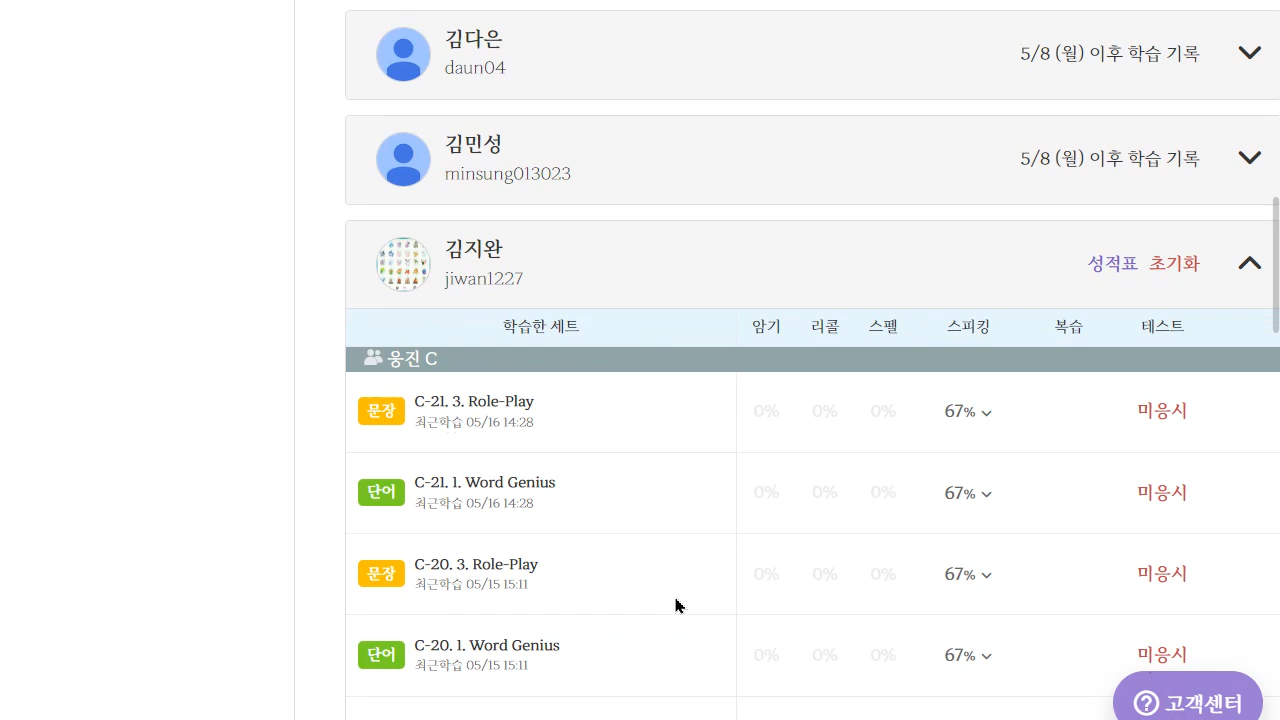 김다은
daun04
5/8 (월) 이후 학습 기록
김민성
minsung013023
5/8 (월) 이후 학습 기록
김지완
jiwan1227
성적표 초기화
학습한 세트 암기 리콜 스펠 스피킹 복습 테스트
웅진 C
문장 C-21. 3. Role-Play 0% 0% 0% 67% 미응시
최근학습 05/16 14:28
단어 C-21. 1. Word Genius 0% 0% 0% 67% 미응시
최근학습 05/16 14:28
문장 C-20. 3. Role-Play 0% 0% 0% 67% 미응시
최근학습 05/15 15:11
단어 C-20. 1. Word Genius 0% 0% 0% 67% 미응시
최근학습 05/15 15:11
고객센터